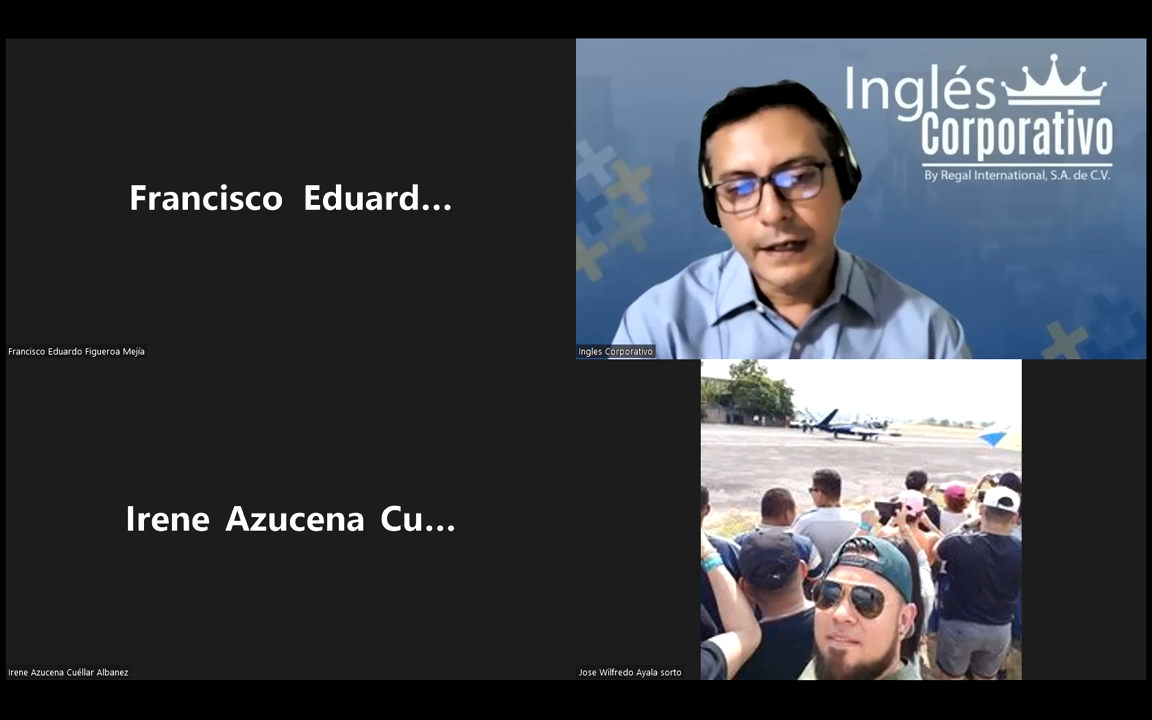 Francisco Eduard...
Francisco Eduardo Figueroa Mejía
Inglés
Corporativo
By Regal International, S.A. de C.V.
Ingles Corporativo
Irene Azucena Cu...
Irene Azucena Cuéllar Albanez
Jose Wilfredo Ayala sorto